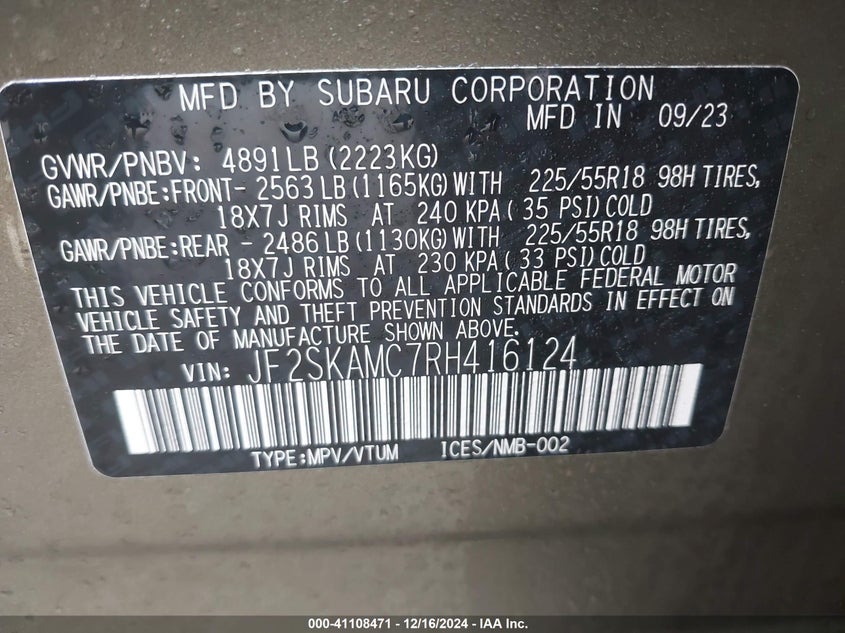 MFD BY SUBARU CORPORATION
MFD IN 09/23
GVWR/PNBV: 4891LB (2223KG)
GAWR/PNBE:FRONT- 2563LB (1165KG) WITH 225/55R18 98H TIRES,
18X7J RIMS AT 240 KPA ( 35 PSI) COLD
GAWR/PNBE:REAR - 2486LB (1130KG) WITH 225/55R18 98H TIRES,
18X7J RIMS AT 230 KPA ( 33 PSI) COLD
THIS VEHICLE CONFORMS TO ALL APPLICABLE FEDERAL MOTOR
VEHICLE SAFETY AND THEFT PREVENTION STANDARDS IN EFFECT ON
THE DATE OF MANUFACTURE SHOWN ABOVE.
VIN: JF2SKAMC7RH416124
TYPE:MPV/VTUM ICES/NMB-002
000-41108471 - 12/16/2024 - IAA Inc.